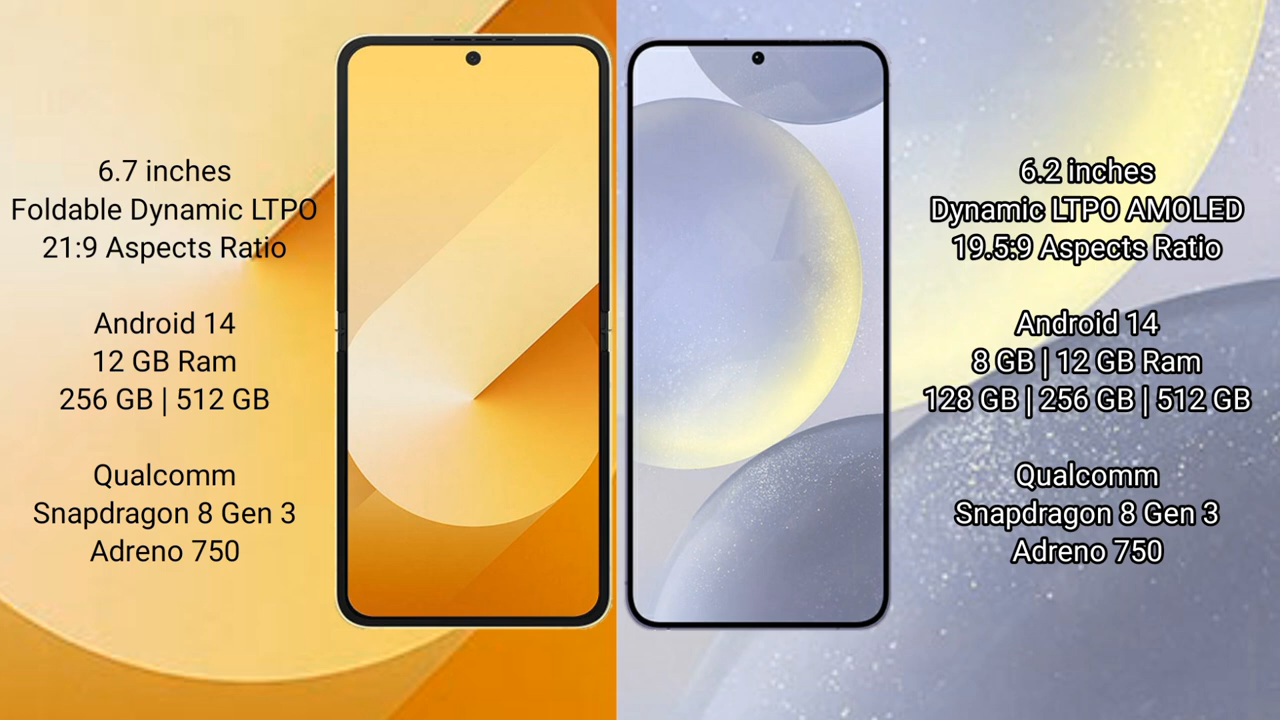 6.7 inches
Foldable Dynamic LTPO
21:9 Aspects Ratio
Android 14
12 GB Ram
256 GB | 512 GB
Qualcomm
Snapdragon 8 Gen 3
Adreno 750
6.2 inches
Dynamic LTPO AMOLED
19.5:9 Aspects Ratio
Android 14
8 GB | 12 GB Ram
128 GB | 256 GB | 512 GB
Qualcomm
Snapdragon 8 Gen 3
Adreno 750